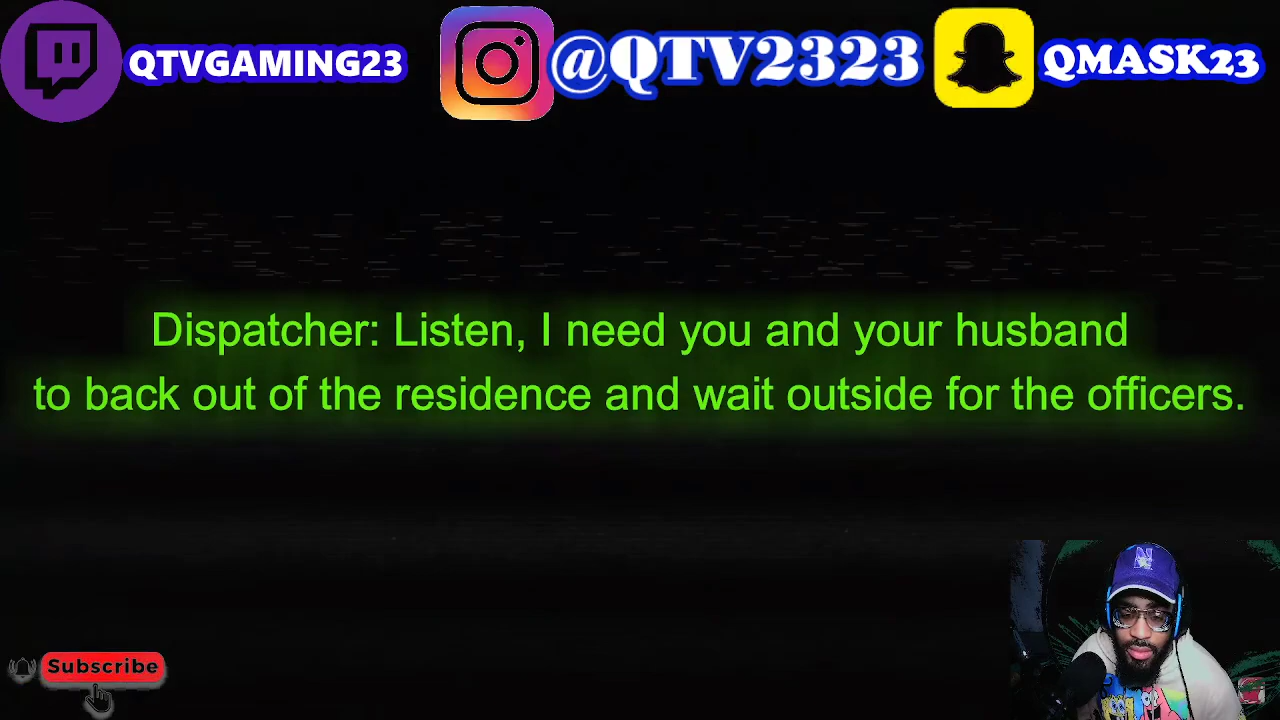 QTVGAMING23
@QTV2323
QMASK23
Dispatcher: Listen, I need you and your husband
to back out of the residence and wait outside for the officers.
Subscribe